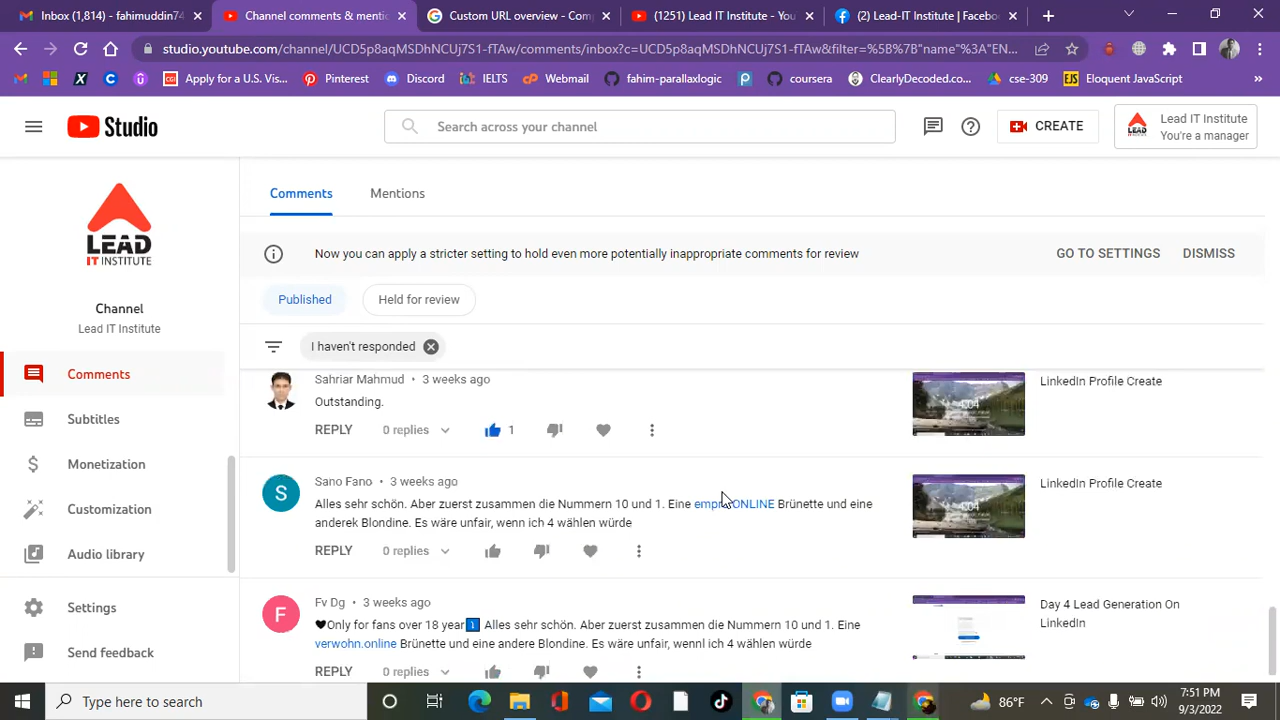 Inbox (1,814) - fahimuddin74
Channel comments & mentions
Custom URL overview - Comp
(1251) Lead IT Institute - YouTu
(2) Lead-IT Institute | Facebo
studio.youtube.com/channel/UCD5p8aqMSDhNCUj7S1-fTAw/comments/inbox?c=UCD5p8aqMSDhNCUj7S1-fTAw&filter=%5B%7B"name"%3A"EN...
Apply for a U.S. Vis... Pinterest Discord IELTS Webmail fahim-parallaxlogic coursera ClearlyDecoded.co... cse-309 EJS Eloquent JavaScript »
Studio
Search across your channel
CREATE
Lead IT Institute
You're a manager
LEAD
IT INSTITUTE
Channel
Lead IT Institute
Comments
Subtitles
Monetization
Customization
Audio library
Settings
Send feedback
Comments Mentions
Now you can apply a stricter setting to hold even more potentially inappropriate comments for review GO TO SETTINGS DISMISS
Published Held for review
I haven't responded
Sahriar Mahmud • 3 weeks ago
Outstanding.
REPLY 0 replies 1
4:04
LinkedIn Profile Create
Sano Fano • 3 weeks ago
Alles sehr schön. Aber zuerst zusammen die Nummern 10 und 1. Eine Brünette und eine
anderek Blondine. Es wäre unfair, wenn ich 4 wählen würde
REPLY 0 replies
4:04
LinkedIn Profile Create
Fv Dg • 3 weeks ago
♥Only for fans over 18 year Alles sehr schön. Aber zuerst zusammen die Nummern 10 und 1. Eine
verwohn.online Brünette und eine andere Blondine. Es wäre unfair, wennl ich 4 wählen würde
REPLY
Day 4 Lead Generation On
LinkedIn
Type here to search
86°F
7:51 PM
9/3/2022